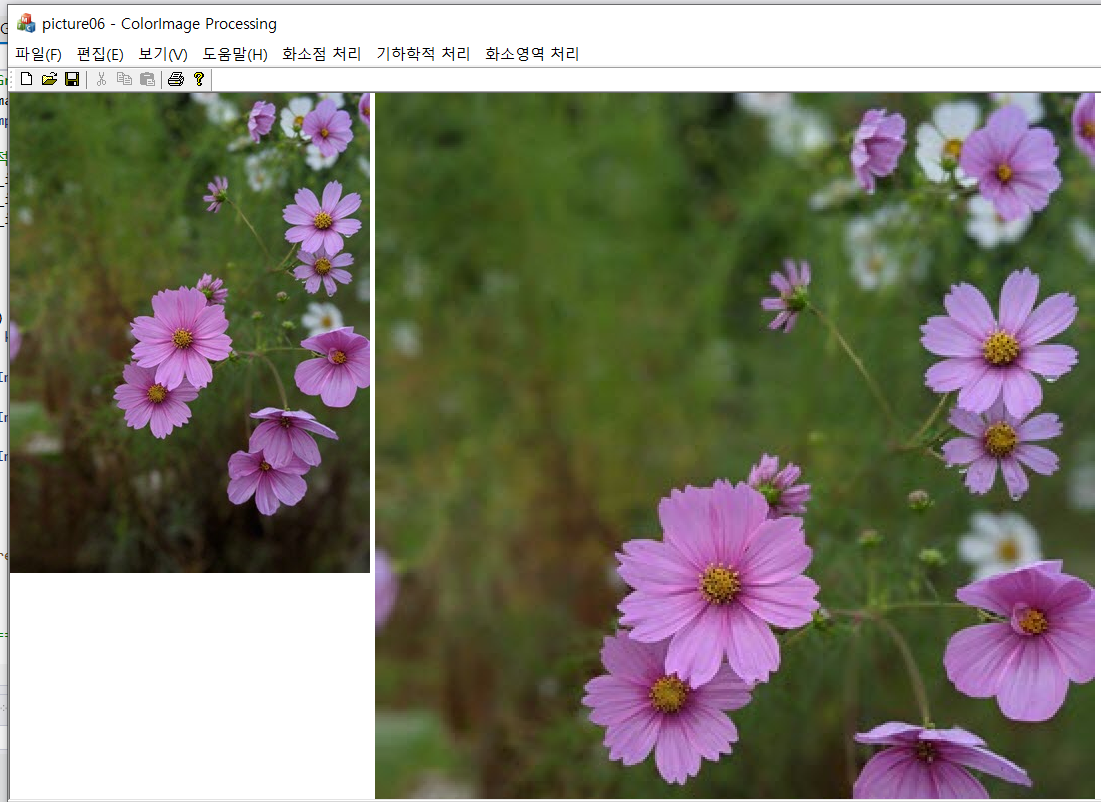 picture06 - ColorImage Processing
파일(F) 편집(E) 보기(V) 도움말(H) 화소점 처리 기하학적 처리 화소영역 처리